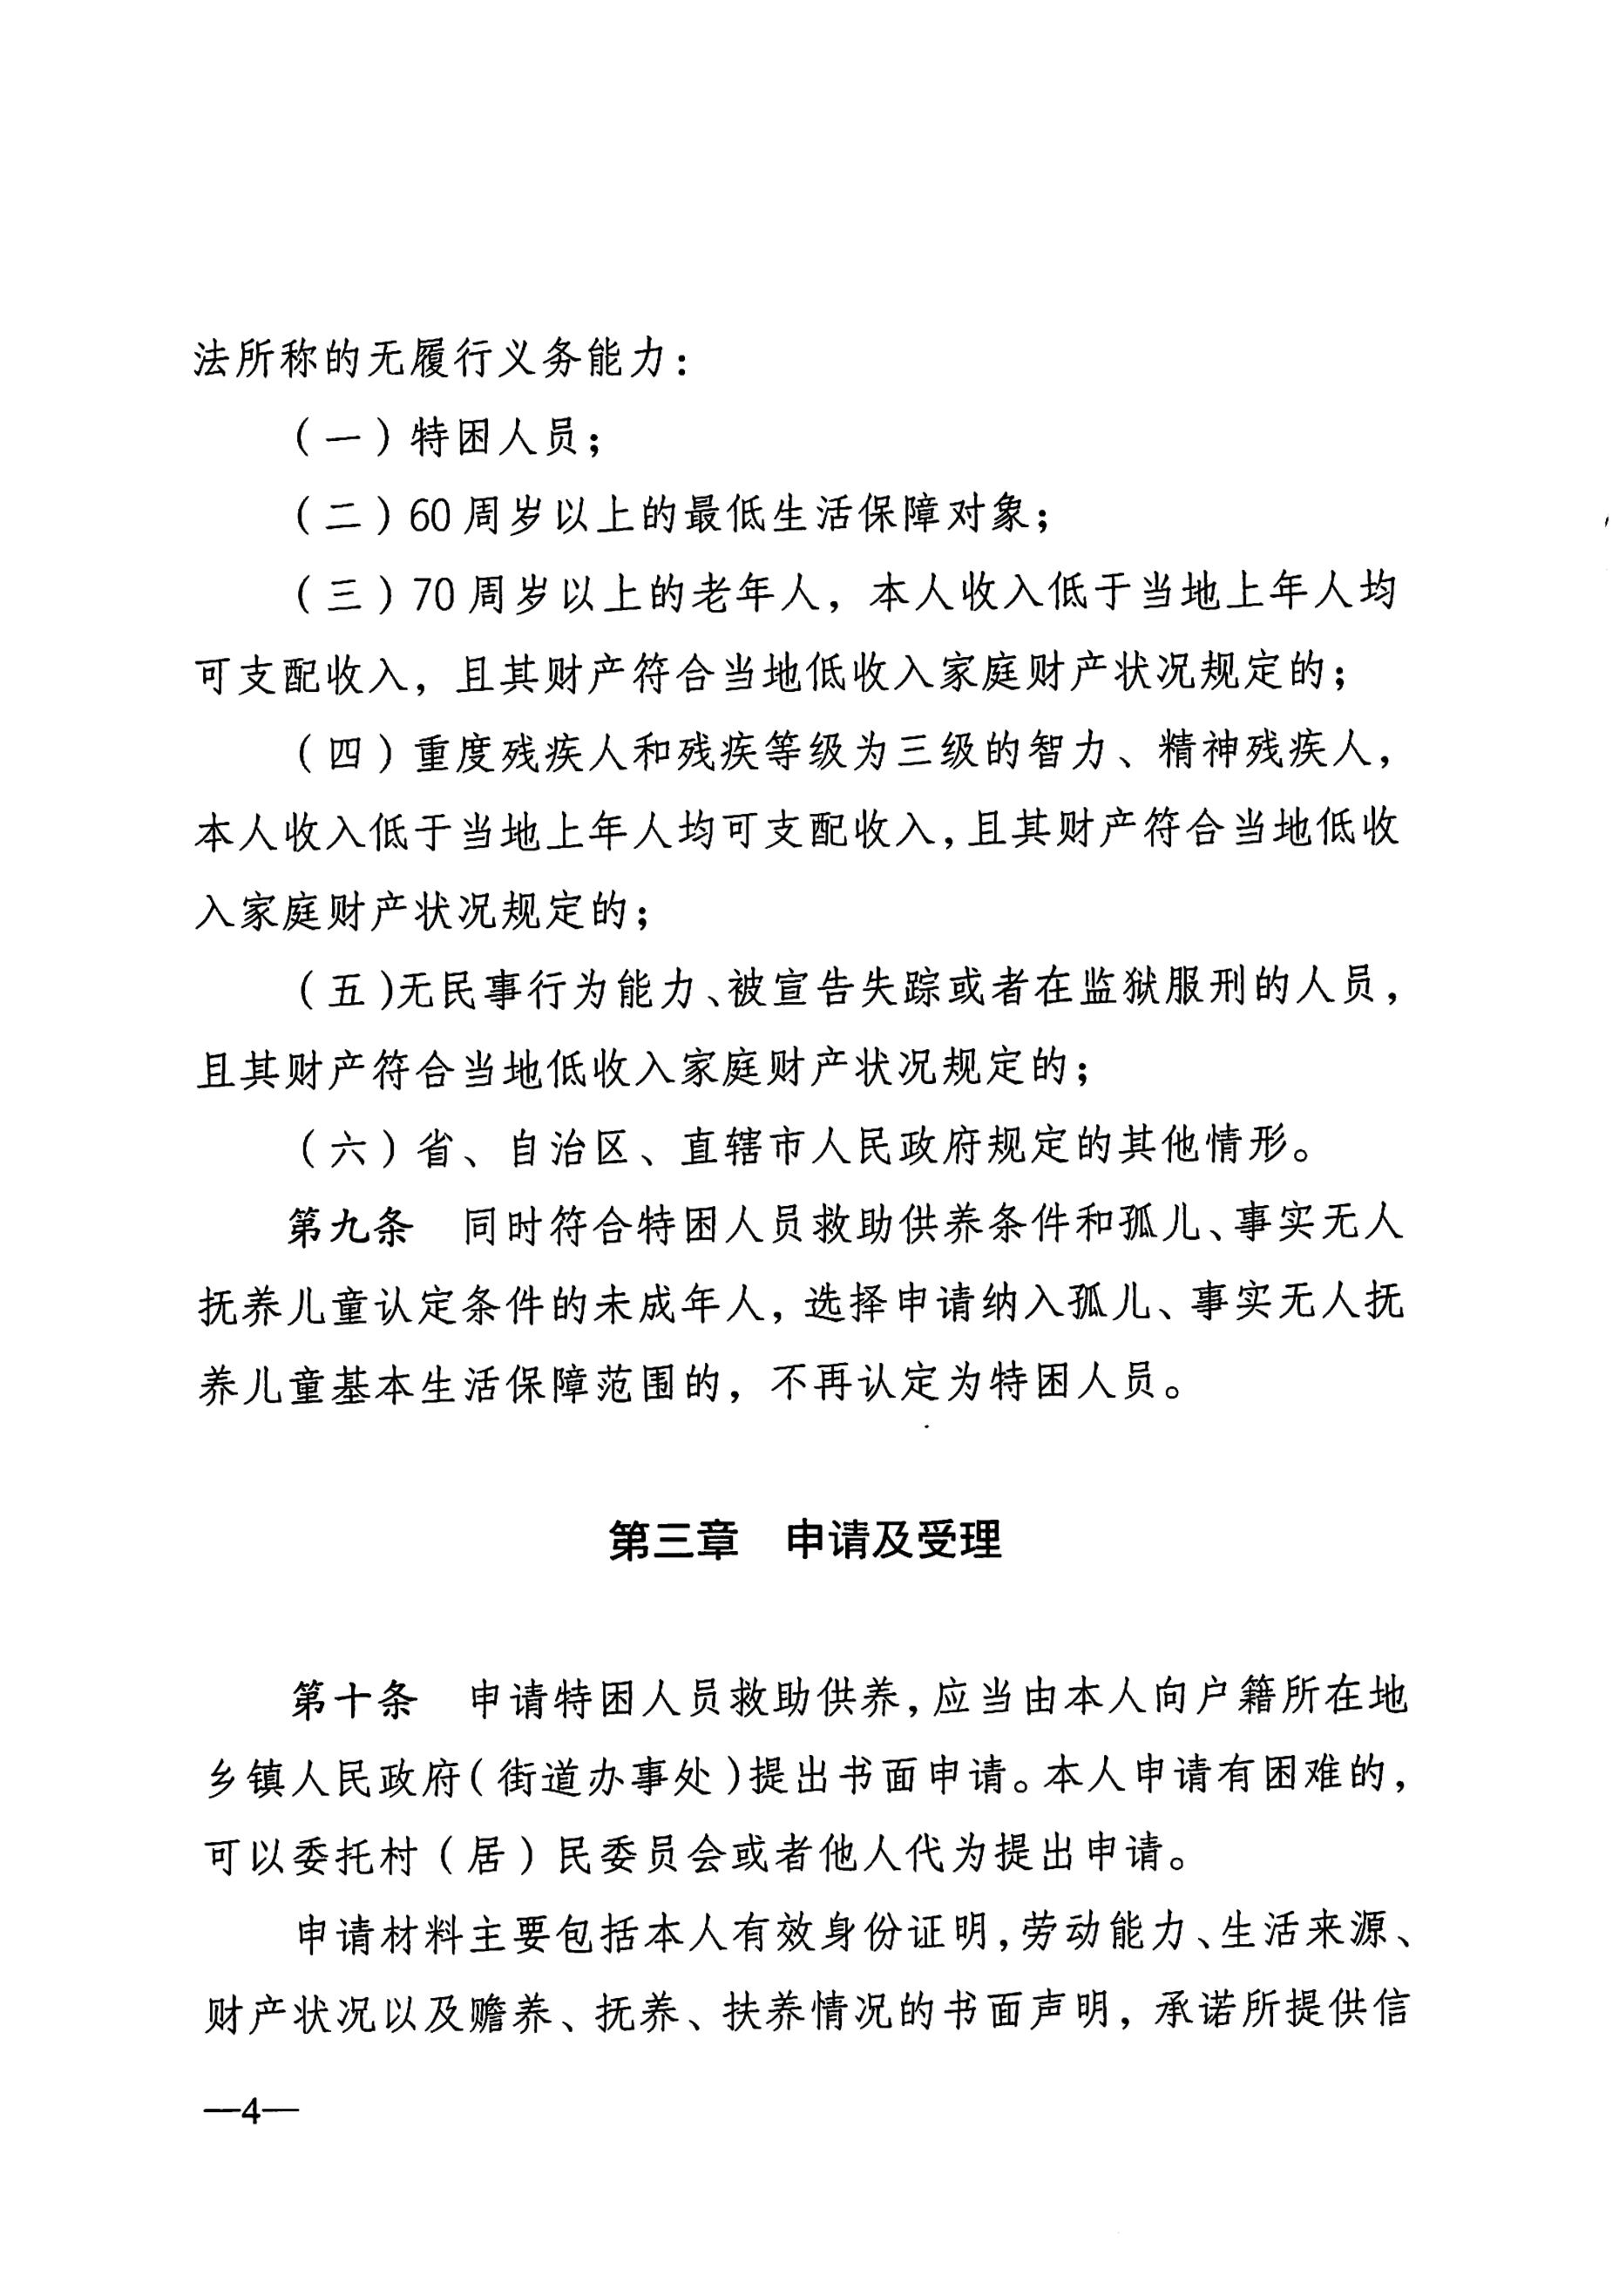 法所称的无履行义务能力：
（一）特困人员；
（二）60周岁以上的最低生活保障对象；
（三）70周岁以上的老年人，本人收入低于当地上年人均
可支配收入，且其财产符合当地低收入家庭财产状况规定的；
（四）重度残疾人和残疾等级为三级的智力、精神残疾人，
本人收入低于当地上年人均可支配收入，且其财产符合当地低收
入家庭财产状况规定的；
（五）无民事行为能力、被宣告失踪或者在监狱服刑的人员，
且其财产符合当地低收入家庭财产状况规定的；
（六）省、自治区、直辖市人民政府规定的其他情形。
第九条　同时符合特困人员救助供养条件和孤儿、事实无人
抚养儿童认定条件的未成年人，选择申请纳入孤儿、事实无人抚
养儿童基本生活保障范围的，不再认定为特困人员。
第三章　申请及受理
第十条　申请特困人员救助供养，应当由本人向户籍所在地
乡镇人民政府（街道办事处）提出书面申请。本人申请有困难的，
可以委托村（居）民委员会或者他人代为提出申请。
申请材料主要包括本人有效身份证明，劳动能力、生活来源、
财产状况以及赡养、抚养、扶养情况的书面声明，承诺所提供信
—4—